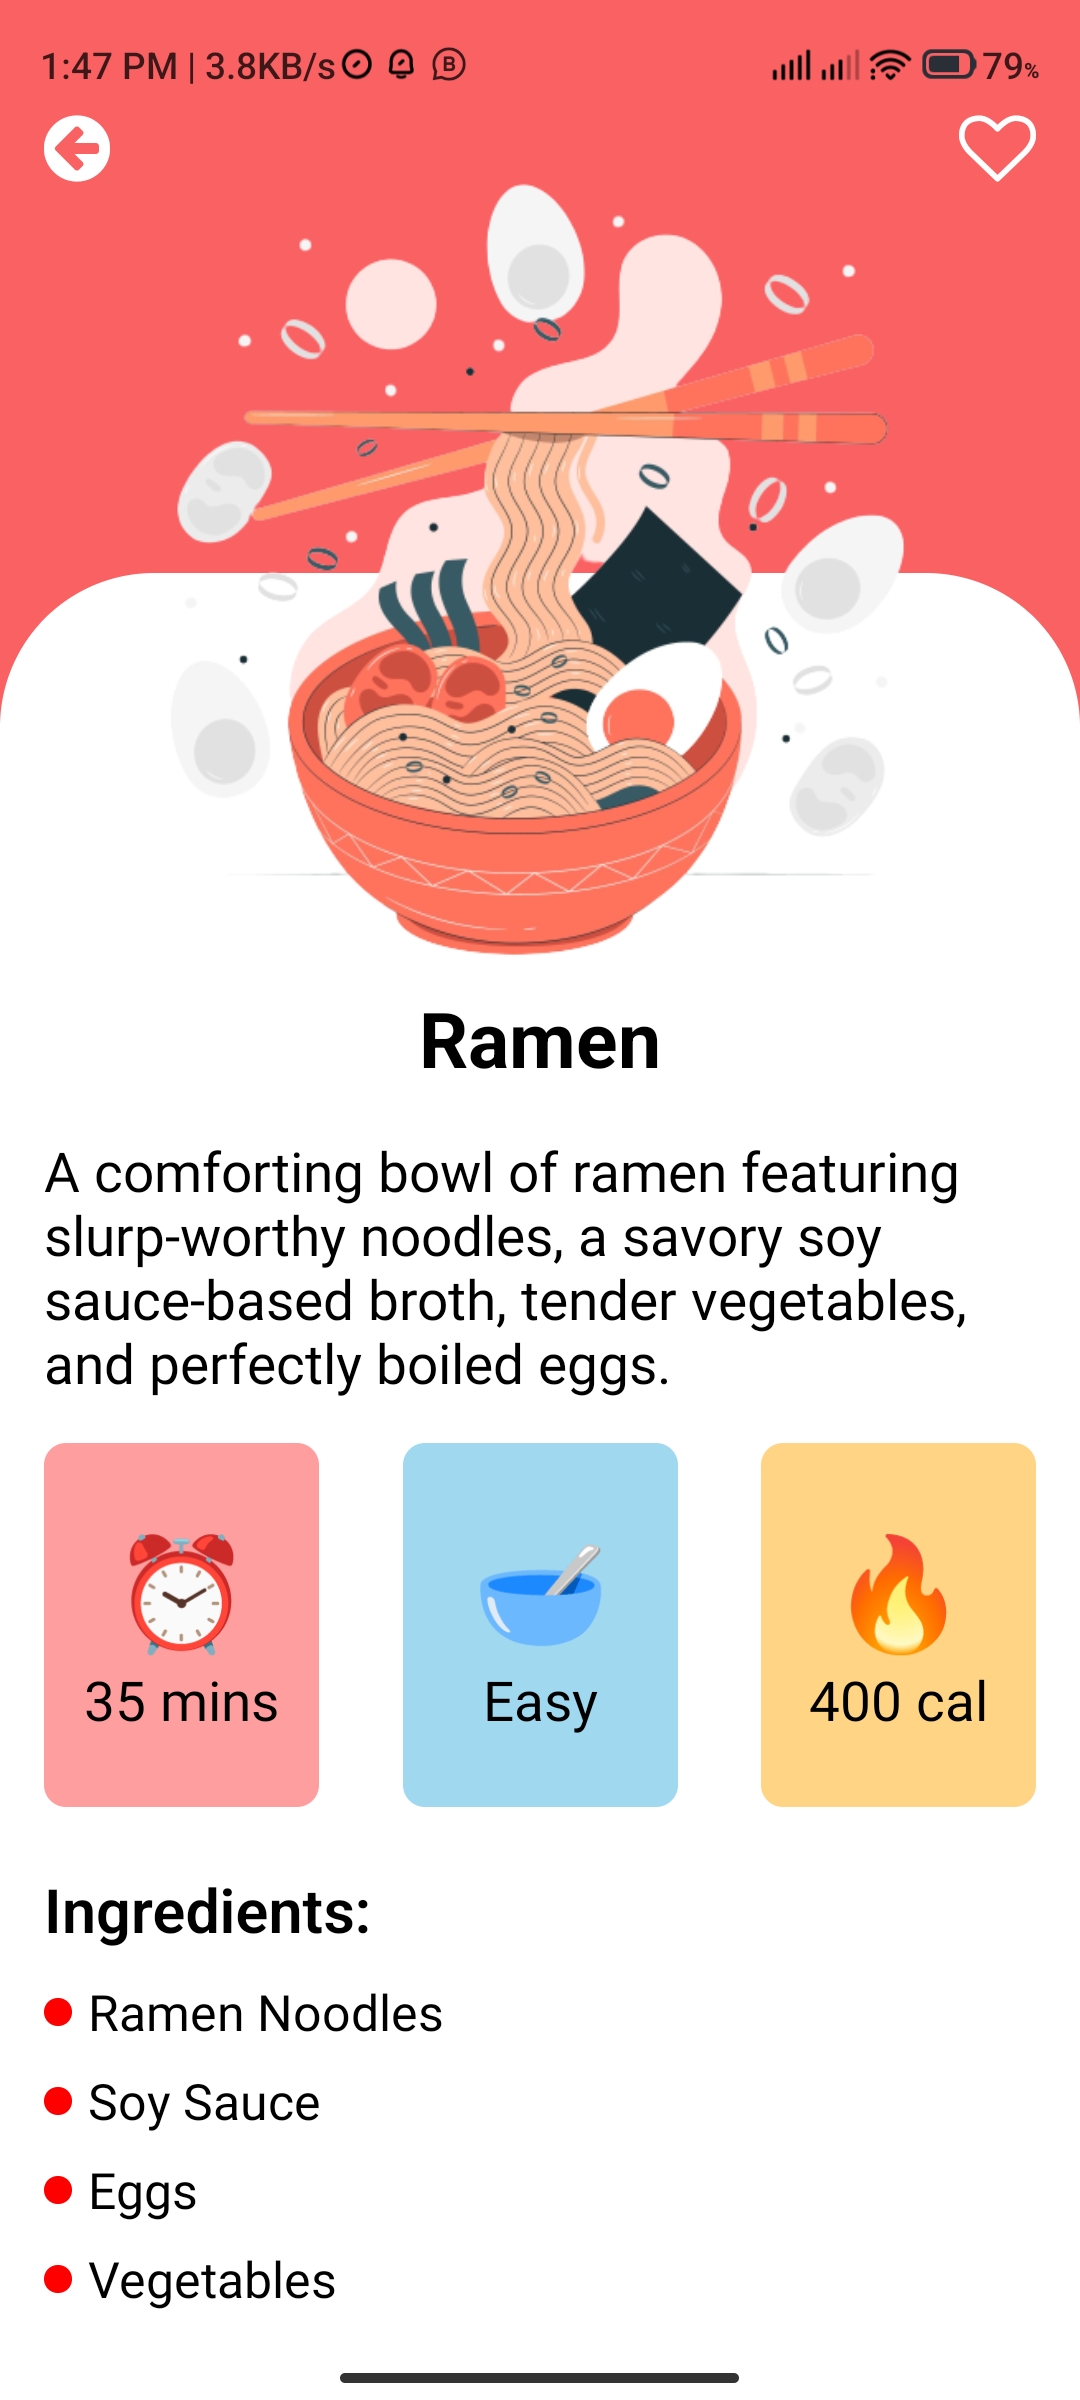 1:47 PM | 3.8KB/s B 79%
Ramen
A comforting bowl of ramen featuring
slurp-worthy noodles, a savory soy
sauce-based broth, tender vegetables,
and perfectly boiled eggs.
35 mins
Easy
400 cal
Ingredients:
Ramen Noodles
Soy Sauce
Eggs
Vegetables